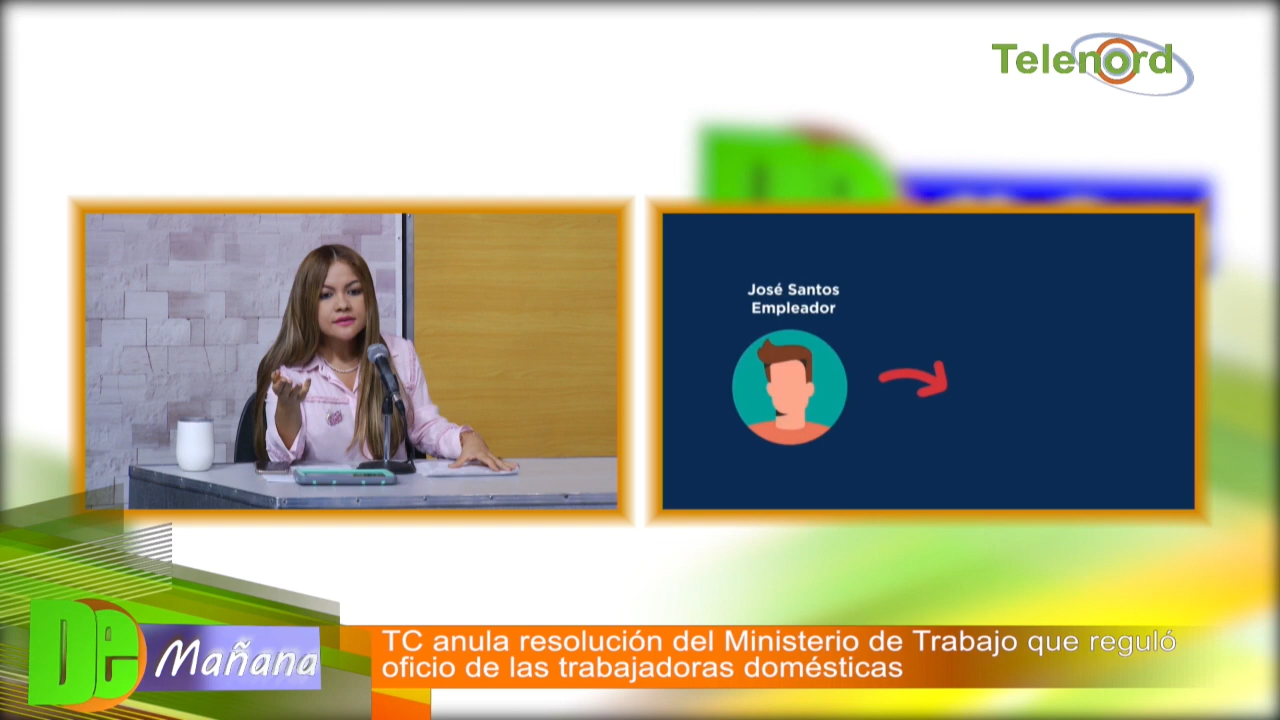 Telenord
José Santos
Empleador
De
Mañana
TC anula resolución del Ministerio de Trabajo que reguló
oficio de las trabajadoras domésticas